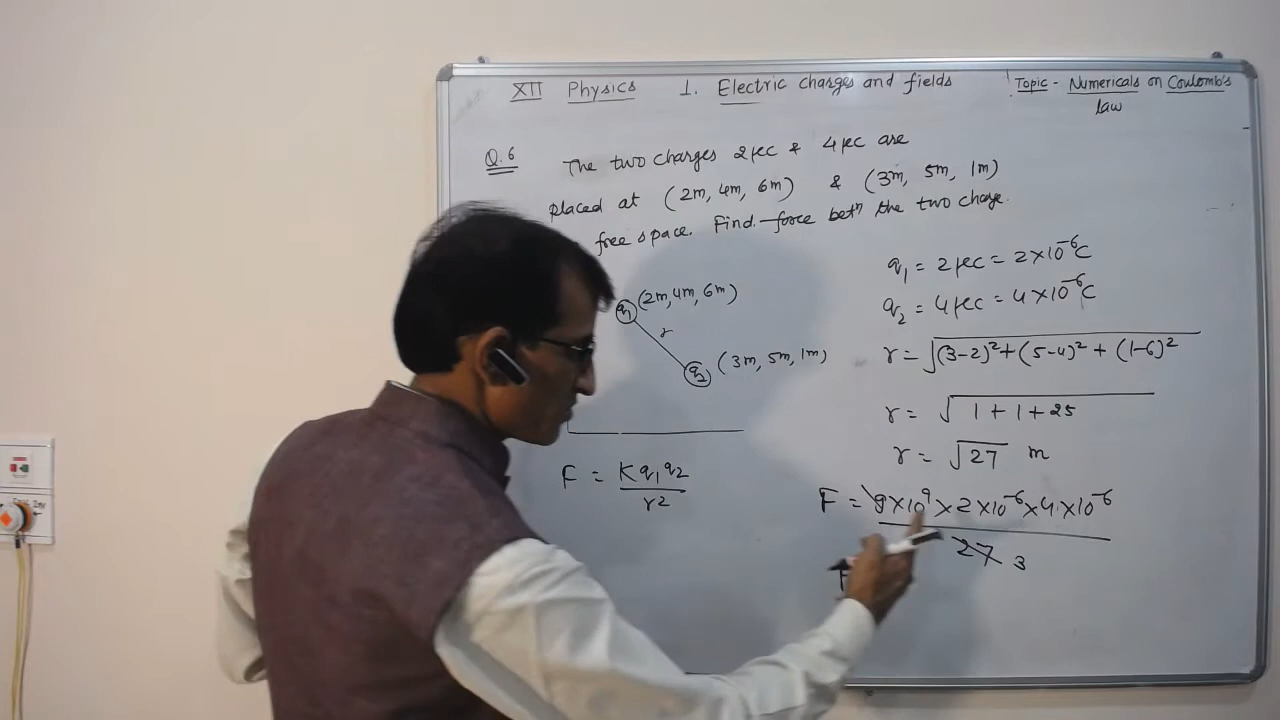 XII Physics 1. Electric charges and fields Topic - Numericals on Coulomb's
law
Q.6 The two charges 2μc & 4μc are
placed at (2m, 4m, 6m) & (3m, 5m, 1m)
free space. Find force betⁿ the two charge.
q₁ (2m, 4m, 6m)
r
q₂ (3m, 5m, 1m)
F = Kq₁q₂ / r²
q₁ = 2μc = 2×10⁻⁶C
q₂ = 4μc = 4×10⁻⁶C
r = √(3-2)²+(5-4)² + (1-6)²
r = √1+1+25
r = √27 m
F = 9×10⁹×2×10⁻⁶×4×10⁻⁶
27 3